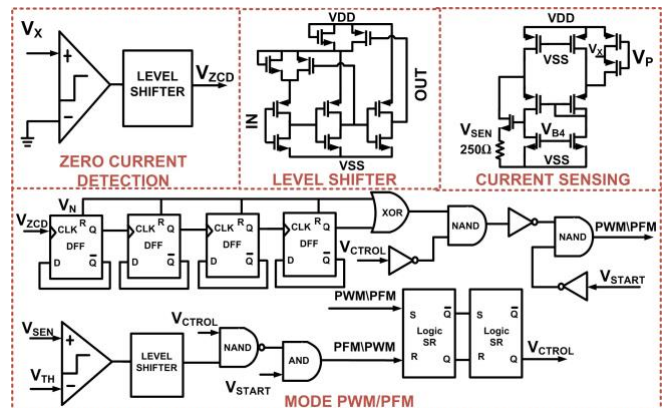 VX
+
−
LEVEL
SHIFTER
VZCD
ZERO CURRENT
DETECTION
VDD
IN
OUT
VSS
LEVEL SHIFTER
VDD
VSS
VX
VP
VSEN
250Ω
VB4
VSS
CURRENT SENSING
VN
VZCD
CLK R Q
DFF
D Q̅
CLK R Q
DFF
D Q̅
CLK R Q
DFF
D Q̅
CLK R Q
DFF
D Q̅
XOR
VCTROL
NAND
NAND
PWM\PFM
VSTART
VSEN
+
VTH
−
LEVEL
SHIFTER
VCTROL
NAND
VSTART
AND
PWM\PFM
PFM\PWM
S Q̅
Logic
SR
R Q
S Q̅
Logic
SR
R Q
VCTROL
MODE PWM/PFM